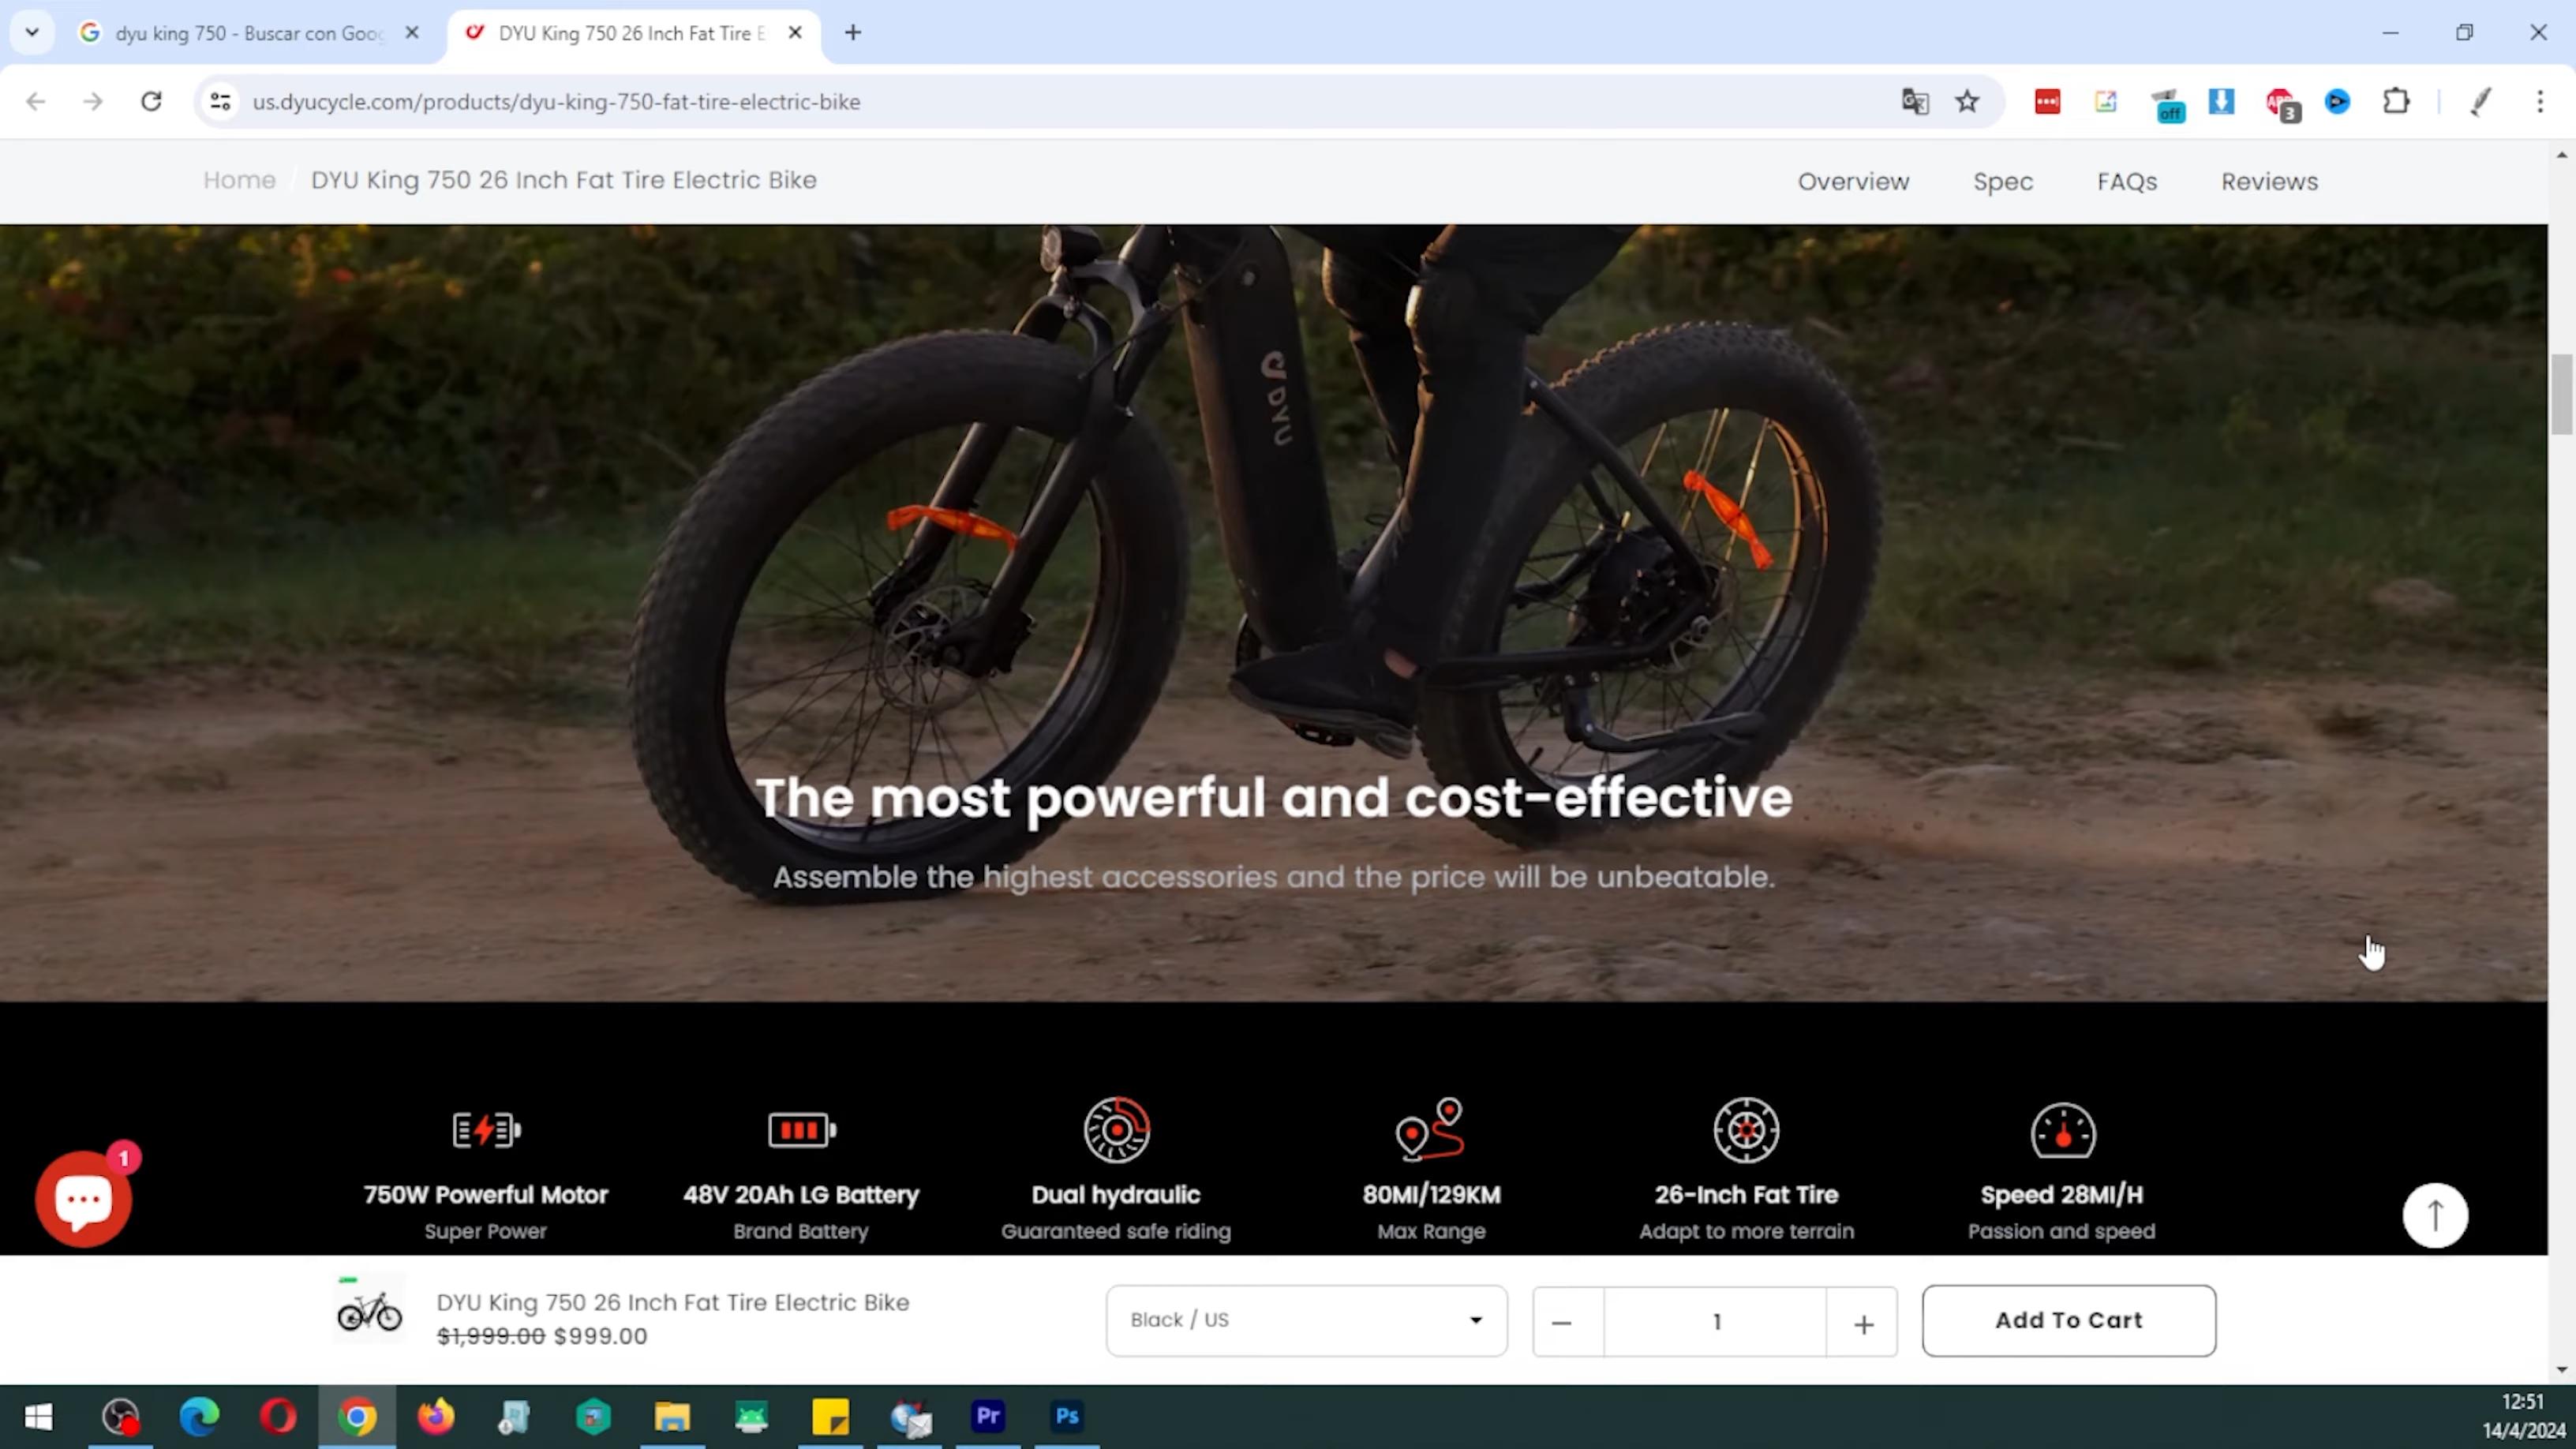 dyu king 750 - Buscar con Goog
DYU King 750 26 Inch Fat Tire E
us.dyucycle.com/products/dyu-king-750-fat-tire-electric-bike
off
ABP
3
Home / DYU King 750 26 Inch Fat Tire Electric Bike
Overview
Spec
FAQs
Reviews
DYU
The most powerful and cost-effective
Assemble the highest accessories and the price will be unbeatable.
1
750W Powerful Motor
Super Power
48V 20Ah LG Battery
Brand Battery
Dual hydraulic
Guaranteed safe riding
80MI/129KM
Max Range
26-Inch Fat Tire
Adapt to more terrain
Speed 28MI/H
Passion and speed
DYU King 750 26 Inch Fat Tire Electric Bike
$1,999.00 $999.00
Black / US
1
Add To Cart
Pr
Ps
12:51
14/4/2024